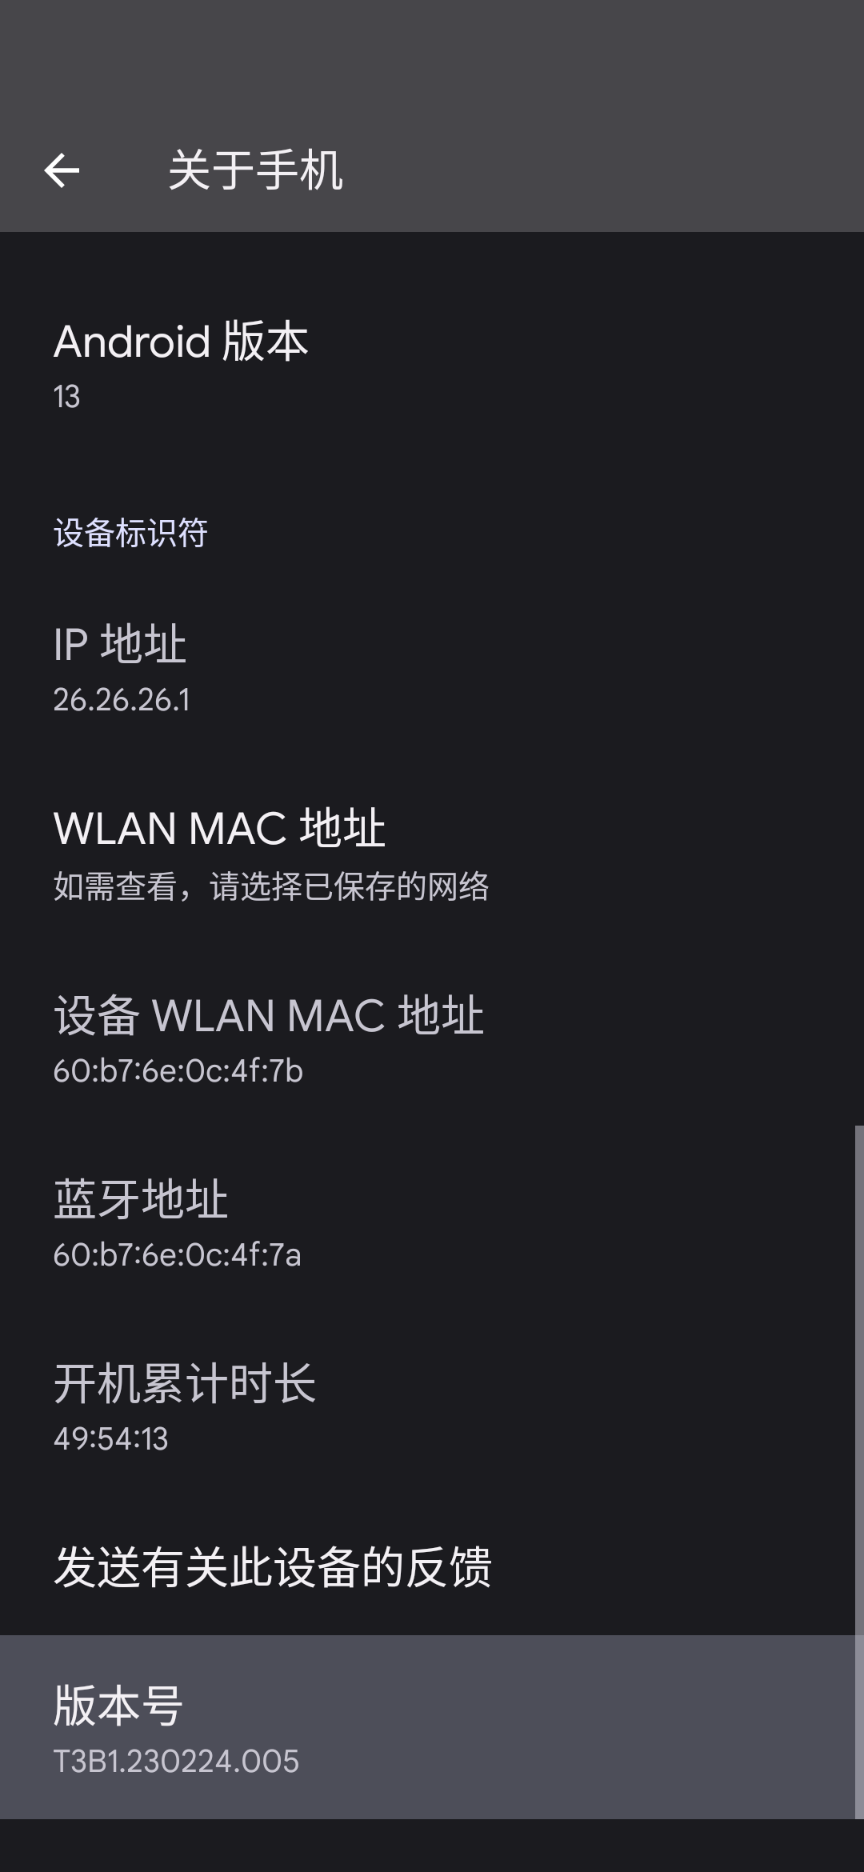 关于手机
Android 版本
13
设备标识符
IP 地址
26.26.26.1
WLAN MAC 地址
如需查看，请选择已保存的网络
设备 WLAN MAC 地址
60:b7:6e:0c:4f:7b
蓝牙地址
60:b7:6e:0c:4f:7a
开机累计时长
49:54:13
发送有关此设备的反馈
版本号
T3B1.230224.005